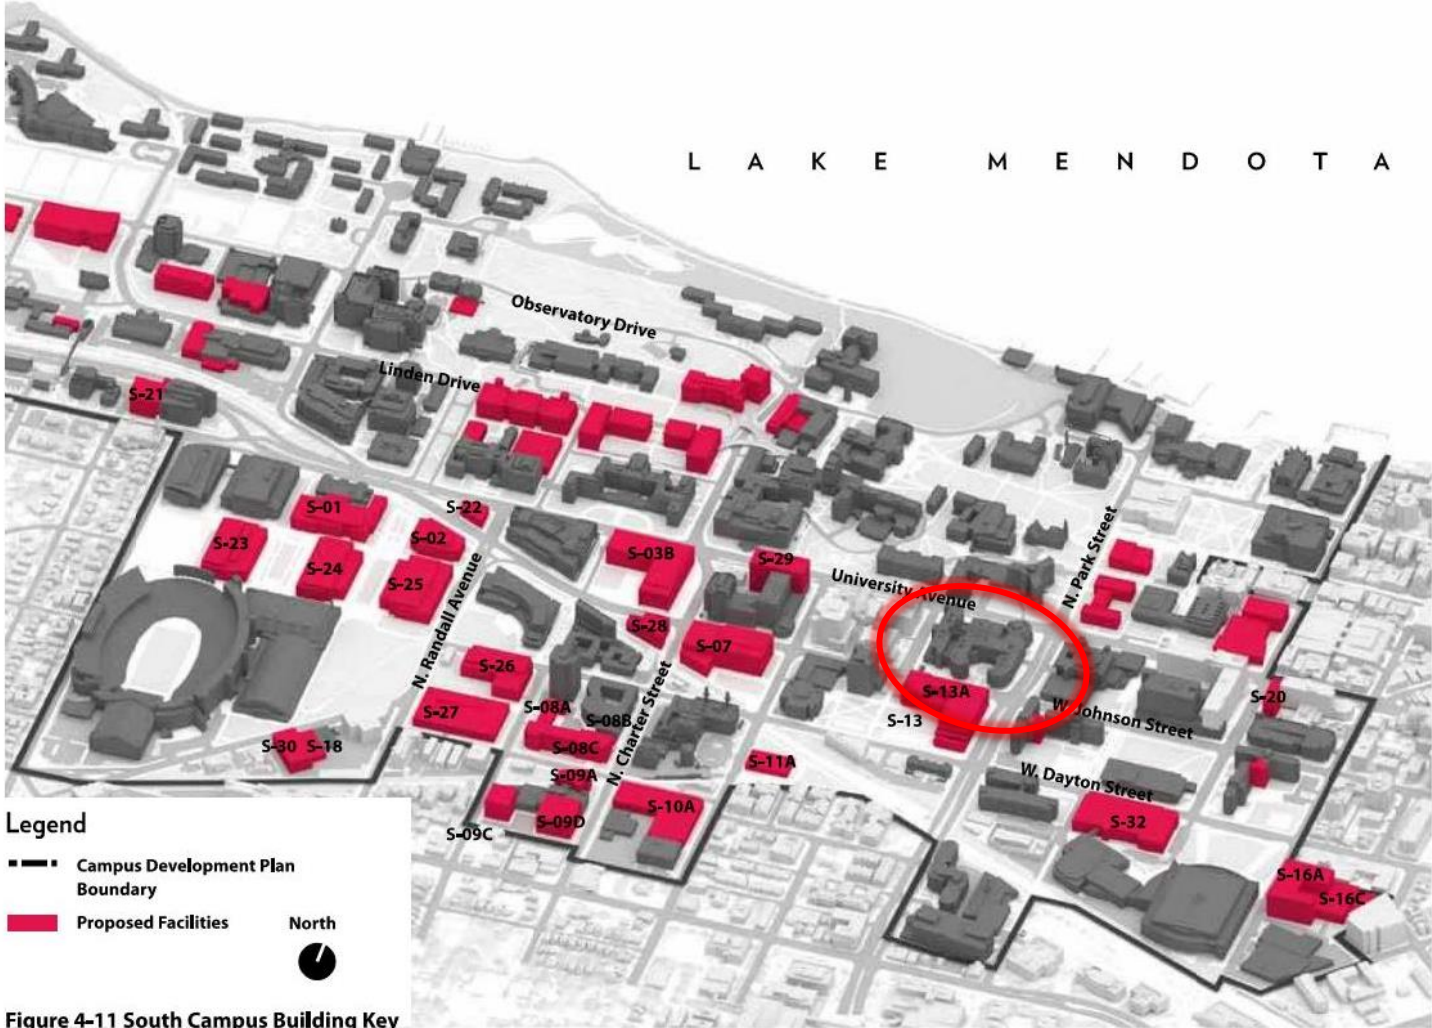 L A K E M E N D O T A
Observatory Drive
Linden Drive
S-21
S-01
S-22
S-02
S-23
S-24
S-25
S-03B
S-29
University Avenue
N. Park Street
N. Randall Avenue
S-28
S-07
S-26
S-27
S-08A
S-08B
S-08C
N. Charter Street
S-13A
S-13
W. Johnson Street
S-20
S-30
S-18
S-09A
S-11A
W. Dayton Street
S-09C
S-09D
S-10A
S-32
S-16A
S-16C
Legend
Campus Development Plan
Boundary
Proposed Facilities
North
Figure 4-11 South Campus Building Key